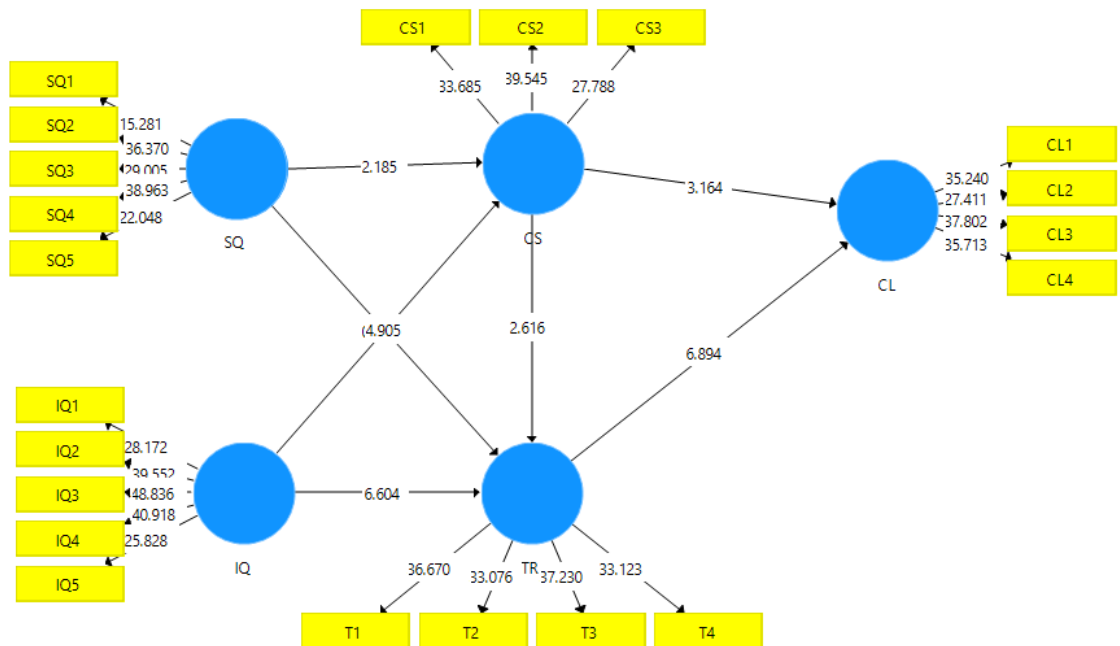 CS1
CS2
CS3
33.685
39.545
27.788
SQ1
SQ2
SQ3
SQ4
SQ5
15.281
36.370
29.005
38.963
22.048
SQ
2.185
CS
3.164
CL1
CL2
CL3
CL4
35.240
27.411
37.802
35.713
CL
(4.905
2.616
6.894
IQ1
IQ2
IQ3
IQ4
IQ5
28.172
39.552
48.836
40.918
25.828
IQ
6.604
TR
36.670
33.076
37.230
33.123
T1
T2
T3
T4